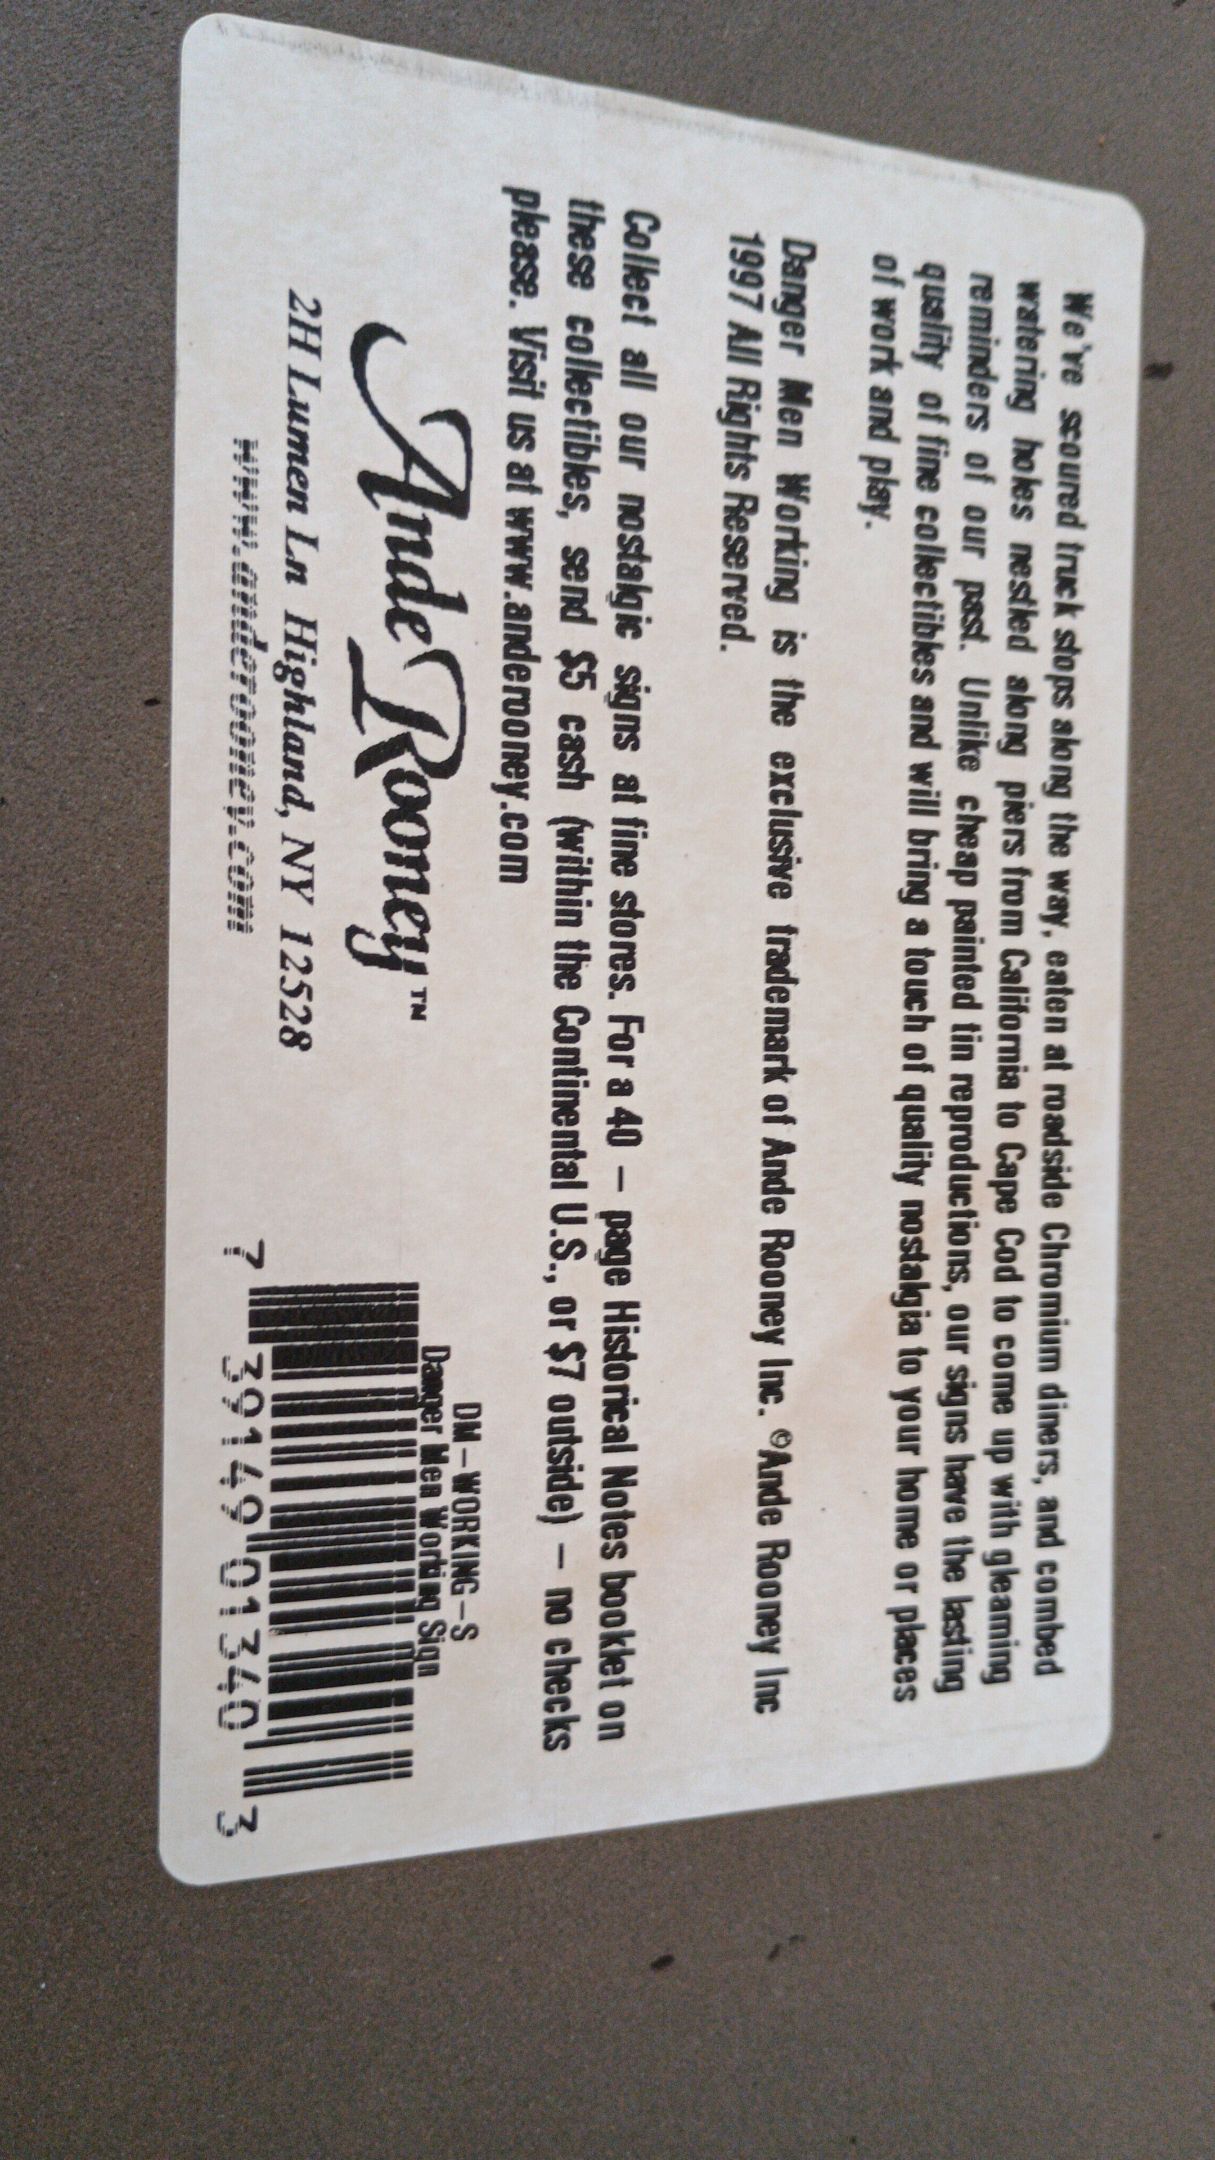 We've scoured truck stops along the way, eaten at roadside Chromium diners, and combed
watering holes nestled along piers from California to Cape Cod to come up with gleaming
reminders of our past. Unlike cheap painted tin reproductions, our signs have the lasting
quality of fine collectibles and will bring a touch of quality nostalgia to your home or places
of work and play.
Danger Men Working is the exclusive trademark of Ande Rooney Inc. ©Ande Rooney Inc
1997 All Rights Reserved.
Collect all our nostalgic signs at fine stores. For a 40 - page Historical Notes booklet on
these collectibles, send $5 cash (within the Continental U.S., or $7 outside) - no checks
please. Visit us at www.anderooney.com
Ande Rooney™
2H Lumen Ln Highland, NY 12528
www.anderooney.com
DM-WORKING-S
Danger Men Working Sign
7 39149 01340 3